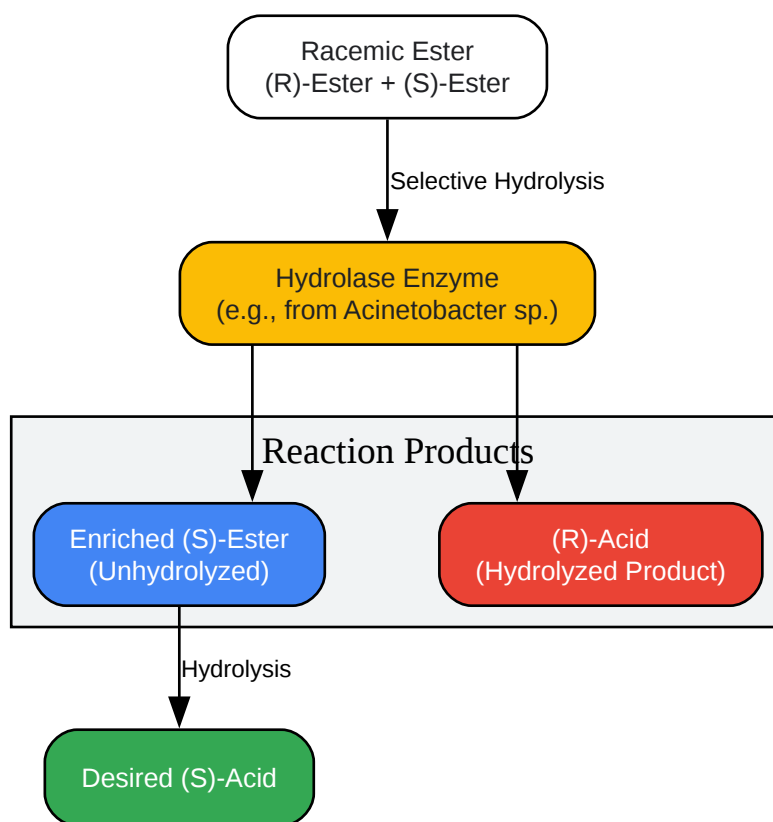 Racemic Ester
(R)-Ester + (S)-Ester
Selective Hydrolysis
Hydrolase Enzyme
(e.g., from Acinetobacter sp.)
Reaction Products
Enriched (S)-Ester
(Unhydrolyzed)
(R)-Acid
(Hydrolyzed Product)
Hydrolysis
Desired (S)-Acid